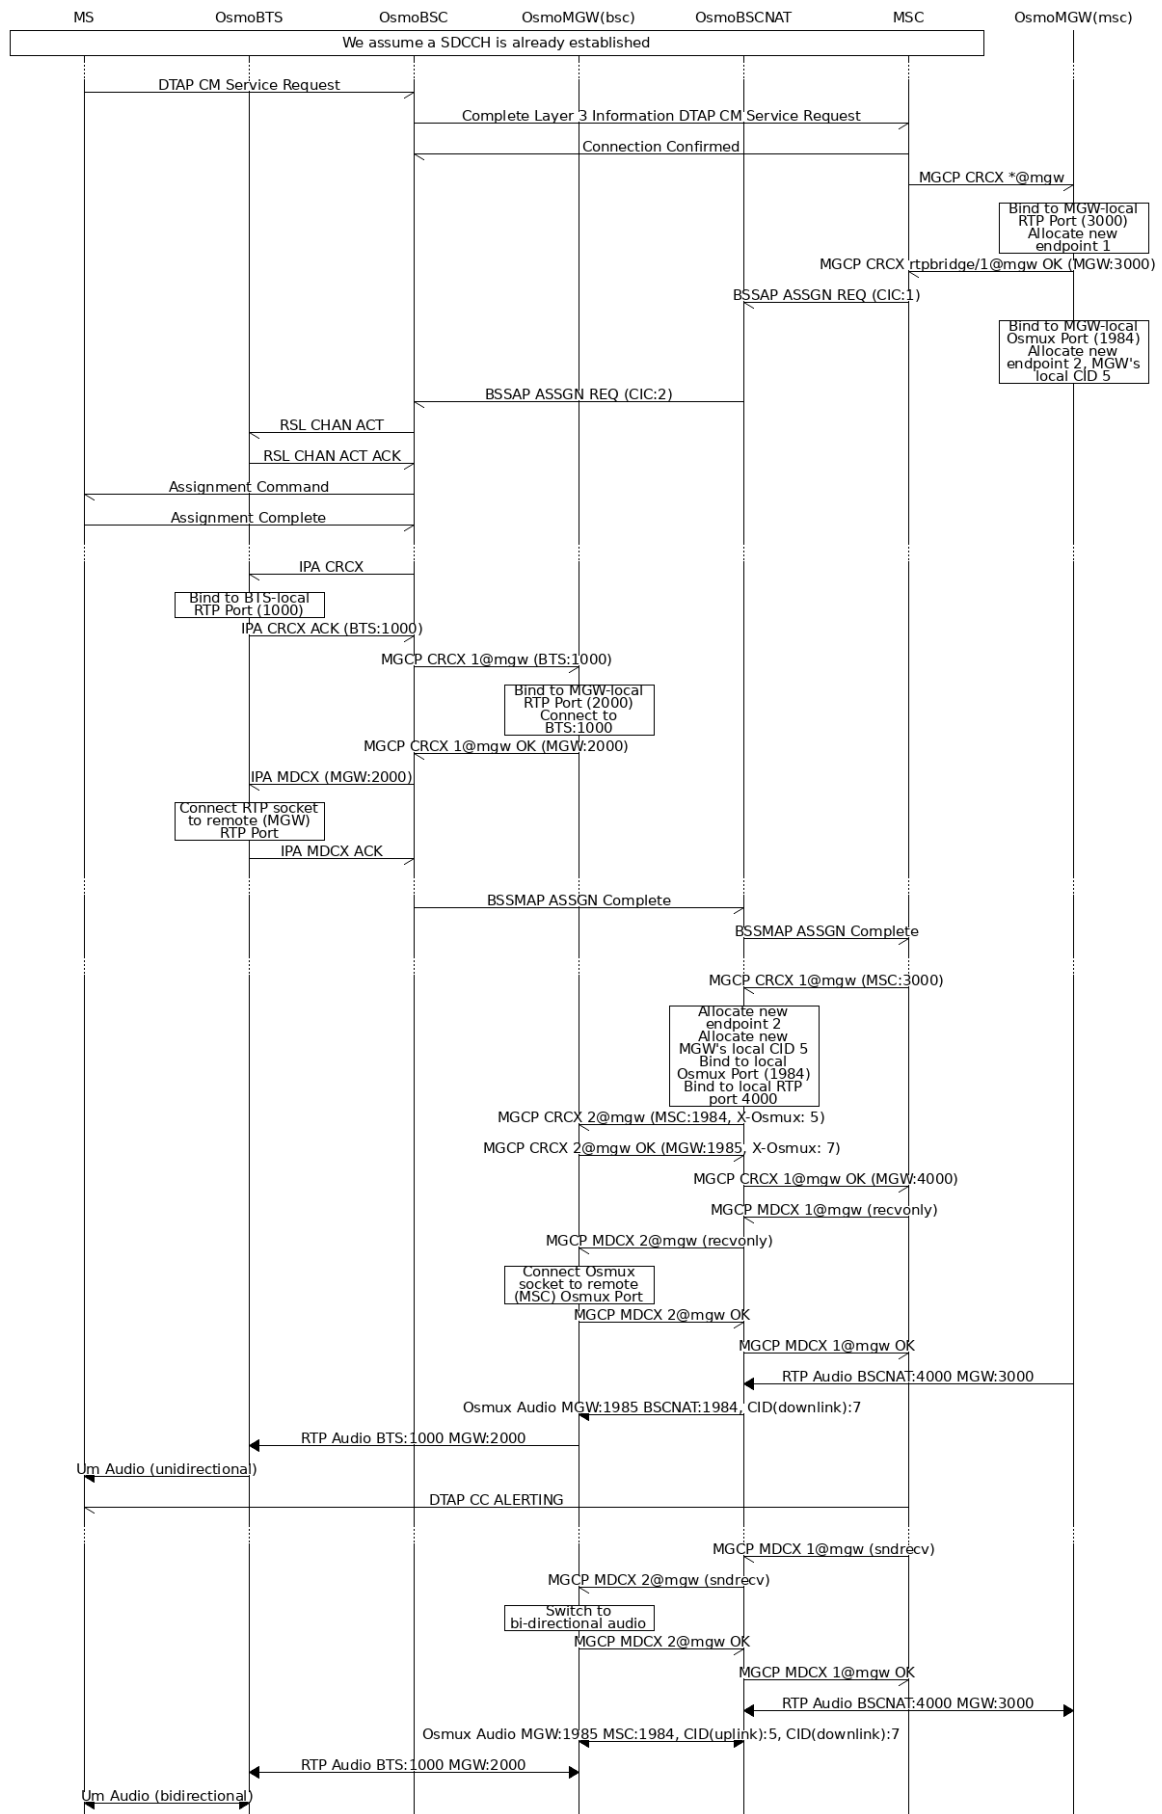 MS OsmoBTS OsmoBSC OsmoMGW(bsc) OsmoBSCNAT MSC OsmoMGW(msc)
We assume a SDCCH is already established
DTAP CM Service Request
Complete Layer 3 Information DTAP CM Service Request
Connection Confirmed
MGCP CRCX *@mgw
Bind to MGW-local
RTP Port (3000)
Allocate new
endpoint 1
MGCP CRCX rtpbridge/1@mgw OK (MGW:3000)
BSSAP ASSGN REQ (CIC:1)
Bind to MGW-local
Osmux Port (1984)
Allocate new
endpoint 2, MGW's
local CID 5
BSSAP ASSGN REQ (CIC:2)
RSL CHAN ACT
RSL CHAN ACT ACK
Assignment Command
Assignment Complete
IPA CRCX
Bind to BTS-local
RTP Port (1000)
IPA CRCX ACK (BTS:1000)
MGCP CRCX 1@mgw (BTS:1000)
Bind to MGW-local
RTP Port (2000)
Connect to
BTS:1000
MGCP CRCX 1@mgw OK (MGW:2000)
IPA MDCX (MGW:2000)
Connect RTP socket
to remote (MGW)
RTP Port
IPA MDCX ACK
BSSMAP ASSGN Complete
BSSMAP ASSGN Complete
MGCP CRCX 1@mgw (MSC:3000)
Allocate new
endpoint 2
Allocate new
MGW's local CID 5
Bind to local
Osmux Port (1984)
Bind to local RTP
port 4000
MGCP CRCX 2@mgw (MSC:1984, X-Osmux: 5)
MGCP CRCX 2@mgw OK (MGW:1985, X-Osmux: 7)
MGCP CRCX 1@mgw OK (MGW:4000)
MGCP MDCX 1@mgw (recvonly)
MGCP MDCX 2@mgw (recvonly)
Connect Osmux
socket to remote
(MSC) Osmux Port
MGCP MDCX 2@mgw OK
MGCP MDCX 1@mgw OK
RTP Audio BSCNAT:4000 MGW:3000
Osmux Audio MGW:1985 BSCNAT:1984, CID(downlink):7
RTP Audio BTS:1000 MGW:2000
Um Audio (unidirectional)
DTAP CC ALERTING
MGCP MDCX 1@mgw (sndrecv)
MGCP MDCX 2@mgw (sndrecv)
Switch to
bi-directional audio
MGCP MDCX 2@mgw OK
MGCP MDCX 1@mgw OK
RTP Audio BSCNAT:4000 MGW:3000
Osmux Audio MGW:1985 MSC:1984, CID(uplink):5, CID(downlink):7
RTP Audio BTS:1000 MGW:2000
Um Audio (bidirectional)